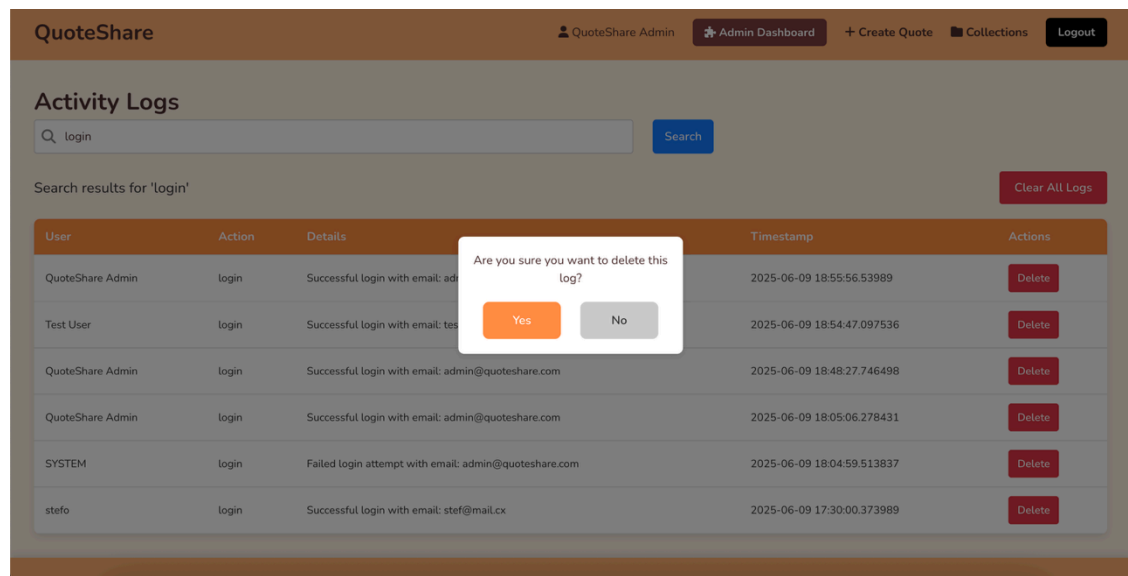 QuoteShare
QuoteShare Admin
Admin Dashboard
+ Create Quote
Collections
Logout
Activity Logs
login
Search
Search results for 'login'
Clear All Logs
User Action Details Timestamp Actions
QuoteShare Admin login Successful login with email: 2025-06-09 18:55:56.53989 Delete
Test User login Successful login with email: 2025-06-09 18:54:47.097536 Delete
QuoteShare Admin login Successful login with email: admin@quoteshare.com 2025-06-09 18:48:27.746498 Delete
QuoteShare Admin login Successful login with email: admin@quoteshare.com 2025-06-09 18:05:06.278431 Delete
SYSTEM login Failed login attempt with email: admin@quoteshare.com 2025-06-09 18:04:59.513837 Delete
stefo login Successful login with email: stef@mail.cx 2025-06-09 17:30:00.373989 Delete
Are you sure you want to delete this
log?
Yes
No